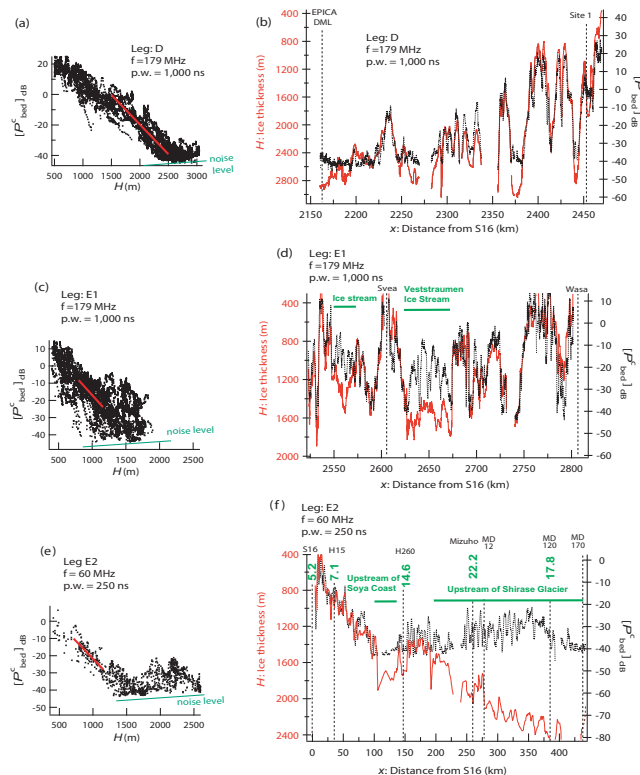 (a)
Leg: D
f =179 MHz
p.w. = 1,000 ns
[P^c_bed] dB
20
0
-20
-40
noise
level
500 1000 1500 2000 2500 3000
H (m)
(b)
Leg: D
f =179 MHz
p.w. = 1,000 ns
EPICA
DML
Site 1
H: Ice thickness (m)
400
800
1200
1600
2000
2400
2800
40
30
20
10
0
-10
-20
-30
-40
-50
-60
[P^c_bed] dB
2150 2200 2250 2300 2350 2400 2450
x: Distance from S16 (km)
(c)
Leg: E1
f =179 MHz
p.w. = 1,000 ns
[P^c_bed] dB
10
0
-10
-20
-30
-40
noise level
500 1000 1500 2000 2500
H (m)
(d)
Leg: E1
f =179 MHz
p.w. = 1,000 ns
Svea
Veststraumen
Ice Stream
Ice stream
Wasa
H: Ice thickness (m)
400
800
1200
1600
2000
10
0
-10
-20
-30
-40
-50
-60
[P^c_bed] dB
2550 2600 2650 2700 2750 2800
x: Distance from S16 (km)
(e)
Leg E2
f = 60 MHz
p.w. = 250 ns
[P^c_bed] dB
0
-10
-20
-30
-40
-50
noise level
500 1000 1500 2000 2500
H (m)
(f)
Leg: E2
f = 60 MHz
p.w. = 250 ns
S16
H15
H260
Mizuho
MD
12
MD
120
MD
170
5.2
7.1
14.6
22.2
17.8
Upstream of
Soya Coast
Upstream of Shirase Glacier
H: Ice thickness (m)
400
800
1200
1600
2000
2400
0
-10
-20
-30
-40
-50
-60
-70
-80
[P^c_bed] dB
0 50 100 150 200 250 300 350 400
x: Distance from S16 (km)